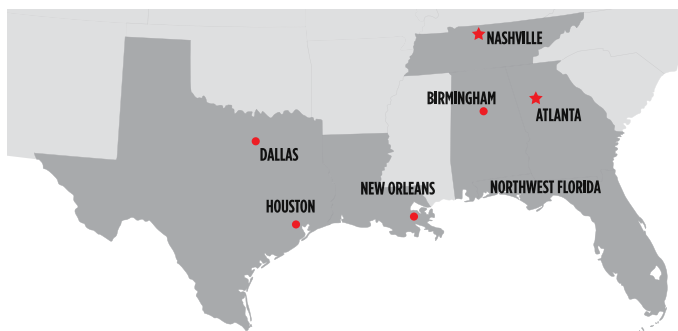 NASHVILLE
BIRMINGHAM
ATLANTA
DALLAS
NEW ORLEANS
NORTHWEST FLORIDA
HOUSTON